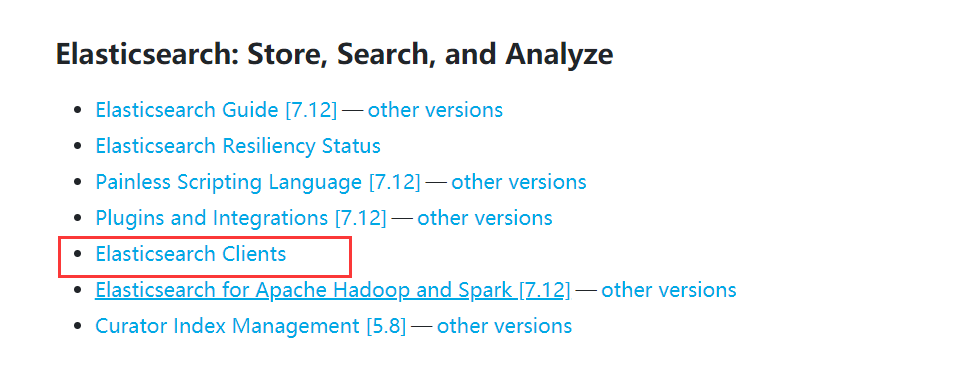 Elasticsearch: Store, Search, and Analyze
• Elasticsearch Guide [7.12] — other versions
• Elasticsearch Resiliency Status
• Painless Scripting Language [7.12] — other versions
• Plugins and Integrations [7.12] — other versions
• Elasticsearch Clients
• Elasticsearch for Apache Hadoop and Spark [7.12] — other versions
• Curator Index Management [5.8] — other versions